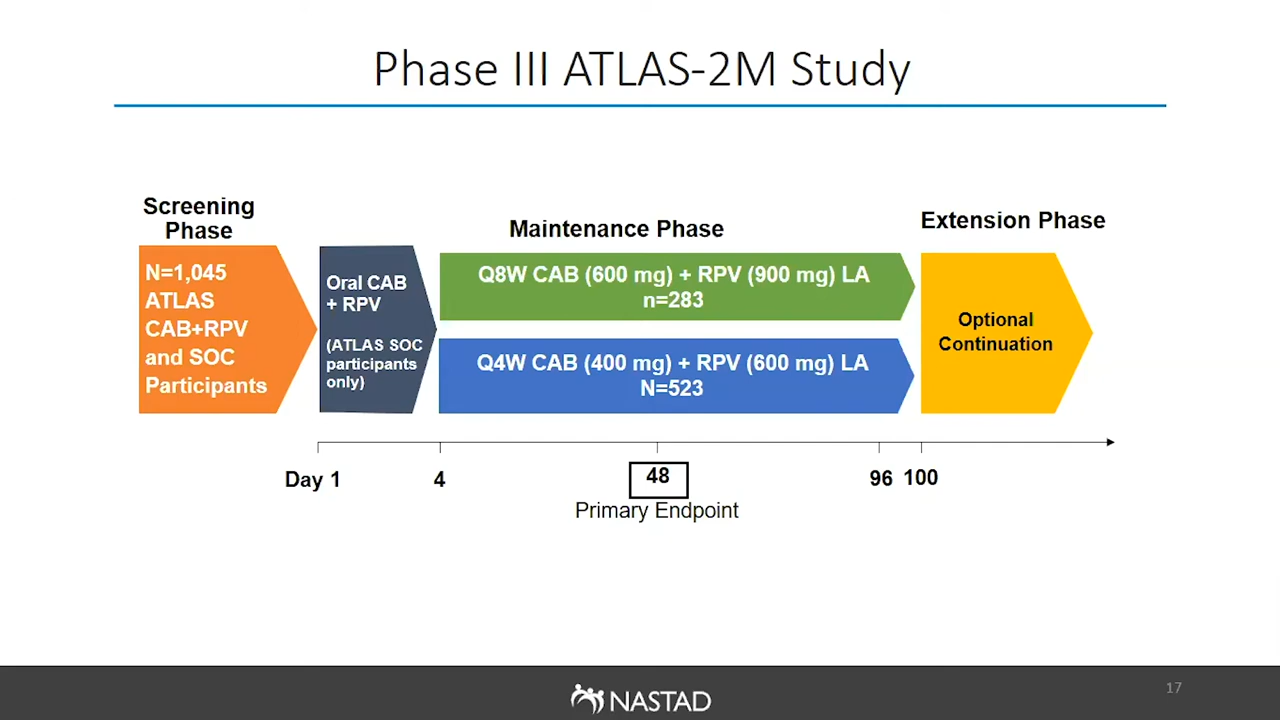 Phase III ATLAS-2M Study
Screening
Phase
N=1,045
ATLAS
CAB+RPV
and SOC
Participants
Oral CAB
+ RPV
(ATLAS SOC
participants
only)
Maintenance Phase
Q8W CAB (600 mg) + RPV (900 mg) LA
n=283
Q4W CAB (400 mg) + RPV (600 mg) LA
N=523
Extension Phase
Optional
Continuation
Day 1
4
48
96
100
Primary Endpoint
NASTAD
17